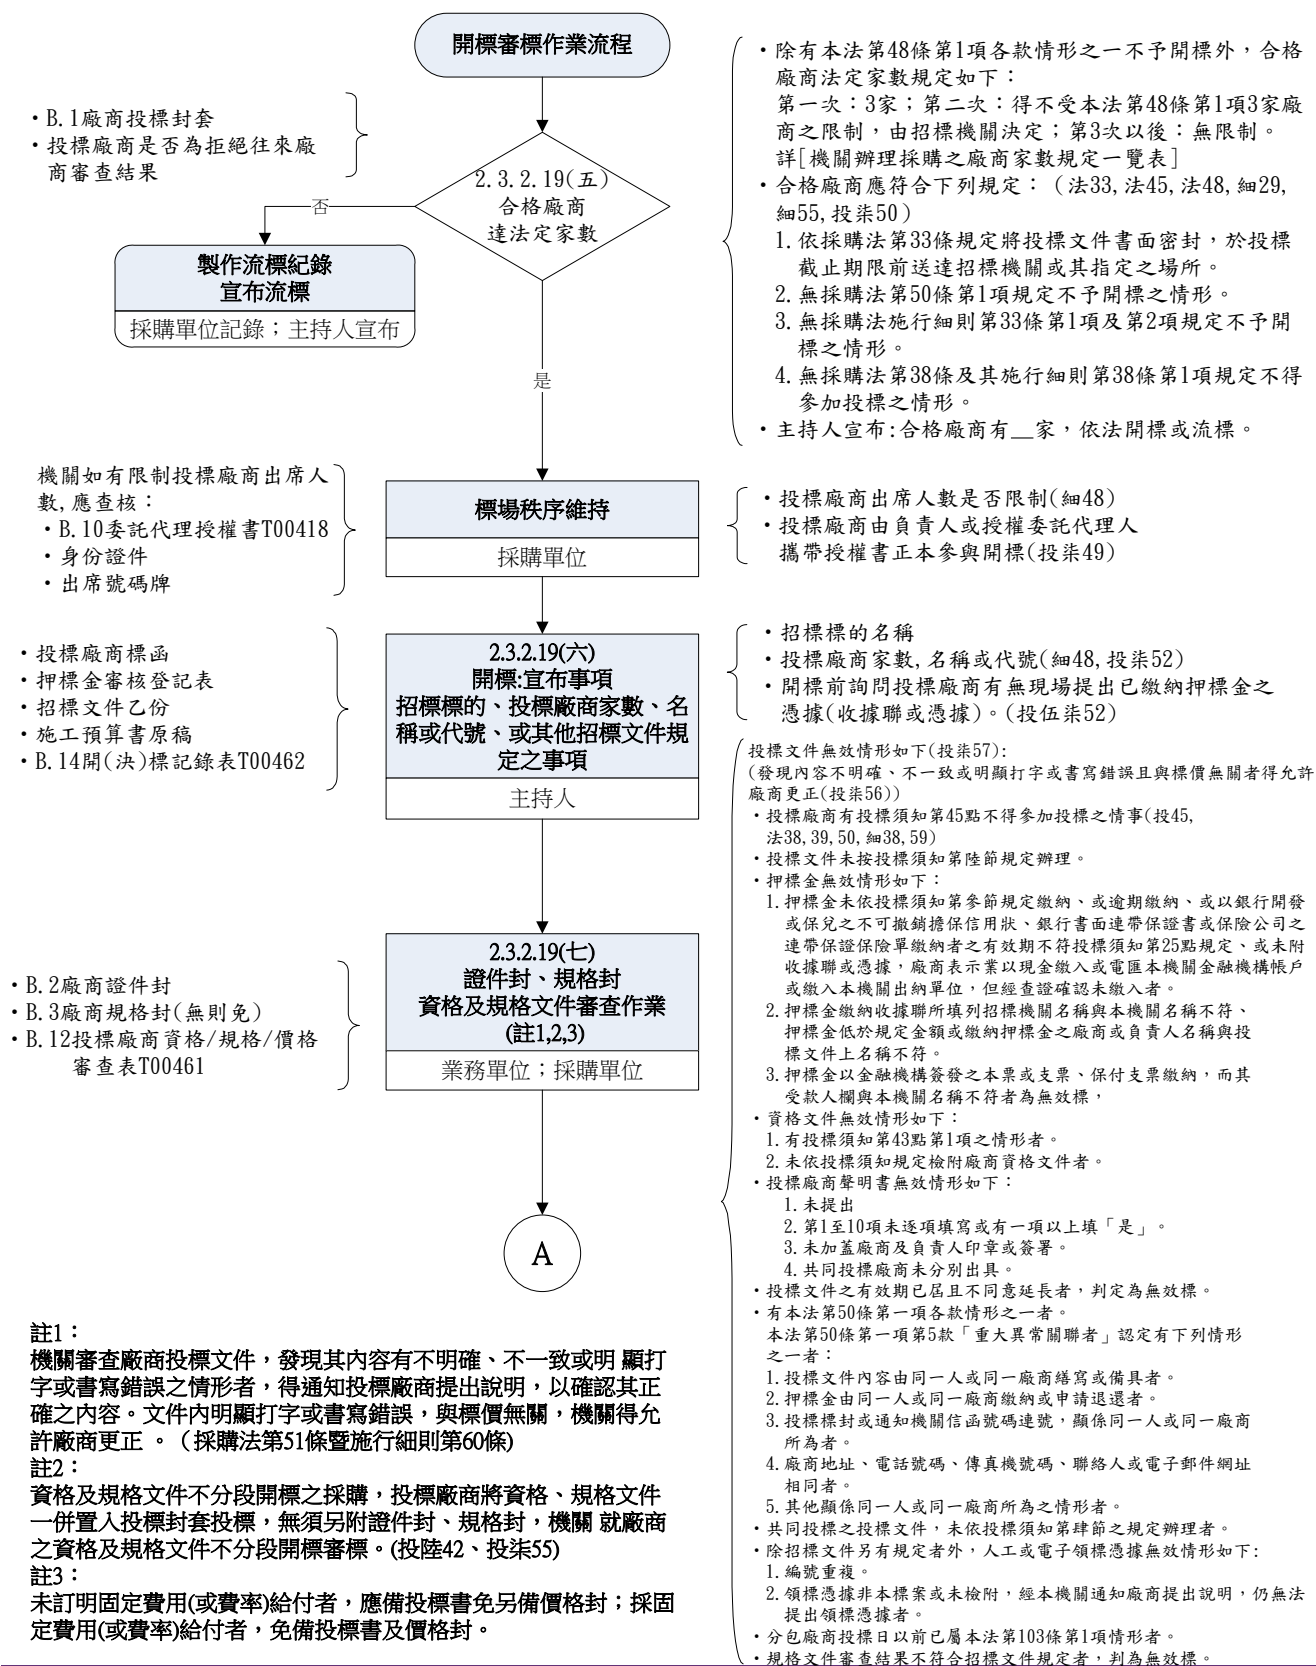 開標審標作業流程
・B.1廠商投標封套
・投標廠商是否為拒絕往來廠
商審查結果
2.3.2.19(五)
合格廠商
達法定家數
否
製作流標紀錄
宣布流標
採購單位記錄；主持人宣布
是
・除有本法第48條第1項各款情形之一不予開標外，合格
廠商法定家數規定如下：
第一次：3家；第二次：得不受本法第48條第1項3家廠
商之限制，由招標機關決定；第3次以後：無限制。
詳[機關辦理採購之廠商家數規定一覽表]
・合格廠商應符合下列規定：（法33,法45,法48,細29,
細55,投柒50）
1.依採購法第33條規定將投標文件書面密封，於投標
截止期限前送達招標機關或其指定之場所。
2.無採購法第50條第1項規定不予開標之情形。
3.無採購法施行細則第33條第1項及第2項規定不予開
標之情形。
4.無採購法第38條及其施行細則第38條第1項規定不得
參加投標之情形。
・主持人宣布:合格廠商有__家，依法開標或流標。
機關如有限制投標廠商出席人
數,應查核：
・B.10委託代理授權書T00418
・身份證件
・出席號碼牌
標場秩序維持
採購單位
・投標廠商出席人數是否限制(細48)
・投標廠商由負責人或授權委託代理人
攜帶授權書正本參與開標(投柒49)
・投標廠商標函
・押標金審核登記表
・招標文件乙份
・施工預算書原稿
・B.14開(決)標記錄表T00462
2.3.2.19(六)
開標:宣布事項
招標標的、投標廠商家數、名
稱或代號、或其他招標文件規
定之事項
主持人
・招標標的名稱
・投標廠商家數,名稱或代號(細48,投柒52)
・開標前詢問投標廠商有無現場提出已繳納押標金之
憑據(收據聯或憑據)。(投伍柒52)
・B.2廠商證件封
・B.3廠商規格封(無則免)
・B.12投標廠商資格/規格/價格
審查表T00461
2.3.2.19(七)
證件封、規格封
資格及規格文件審查作業
(註1,2,3)
業務單位；採購單位
A
投標文件無效情形如下(投柒57):
(發現內容不明確、不一致或明顯打字或書寫錯誤且與標價無關者得允許
廠商更正(投柒56))
・投標廠商有投標須知第45點不得參加投標之情事(投45,
法38,39,50,細38,59)
・投標文件未按投標須知第陸節規定辦理。
・押標金無效情形如下：
1.押標金未依投標須知第參節規定繳納、或逾期繳納、或以銀行開發
或保兌之不可撤銷擔保信用狀、銀行書面連帶保證書或保險公司之
連帶保證保險單繳納者之有效期不符投標須知第25點規定、或未附
收據聯或憑據，廠商表示業以現金繳入或電匯本機關金融機構帳戶
或繳入本機關出納單位，但經查證確認未繳入者。
2.押標金繳納收據聯所填列招標機關名稱與本機關名稱不符、
押標金低於規定金額或繳納押標金之廠商或負責人名稱與投
標文件上名稱不符。
3.押標金以金融機構簽發之本票或支票、保付支票繳納，而其
受款人欄與本機關名稱不符者為無效標，
・資格文件無效情形如下：
1.有投標須知第43點第1項之情形者。
2.未依投標須知規定檢附廠商資格文件者。
・投標廠商聲明書無效情形如下：
1.未提出
2.第1至10項未逐項填寫或有一項以上填「是」。
3.未加蓋廠商及負責人印章或簽署。
4.共同投標廠商未分別出具。
・投標文件之有效期已屆且不同意延長者，判定為無效標。
・有本法第50條第一項各款情形之一者。
本法第50條第一項第5款「重大異常關聯者」認定有下列情形
之一者：
1.投標文件內容由同一人或同一廠商繕寫或備具者。
2.押標金由同一人或同一廠商繳納或申請退還者。
3.投標標封或通知機關信函號碼連號，顯係同一人或同一廠商
所為者。
4.廠商地址、電話號碼、傳真機號碼、聯絡人或電子郵件網址
相同者。
5.其他顯係同一人或同一廠商所為之情形者。
・共同投標之投標文件，未依投標須知第肆節之規定辦理者。
・除招標文件另有規定者外，人工或電子領標憑據無效情形如下:
1.編號重複。
2.領標憑據非本標案或未檢附，經本機關通知廠商提出說明，仍無法
提出領標憑據者。
・分包廠商投標日以前已屬本法第103條第1項情形者。
・規格文件審查結果不符合招標文件規定者，判為無效標。
註1：
機關審查廠商投標文件，發現其內容有不明確、不一致或明 顯打
字或書寫錯誤之情形者，得通知投標廠商提出說明，以確認其正
確之內容。文件內明顯打字或書寫錯誤，與標價無關，機關得允
許廠商更正 。（採購法第51條暨施行細則第60條)
註2：
資格及規格文件不分段開標之採購，投標廠商將資格、規格文件
一併置入投標封套投標，無須另附證件封、規格封，機關 就廠商
之資格及規格文件不分段開標審標。(投陸42、投柒55)
註3：
未訂明固定費用(或費率)給付者，應備投標書免另備價格封；採固
定費用(或費率)給付者，免備投標書及價格封。